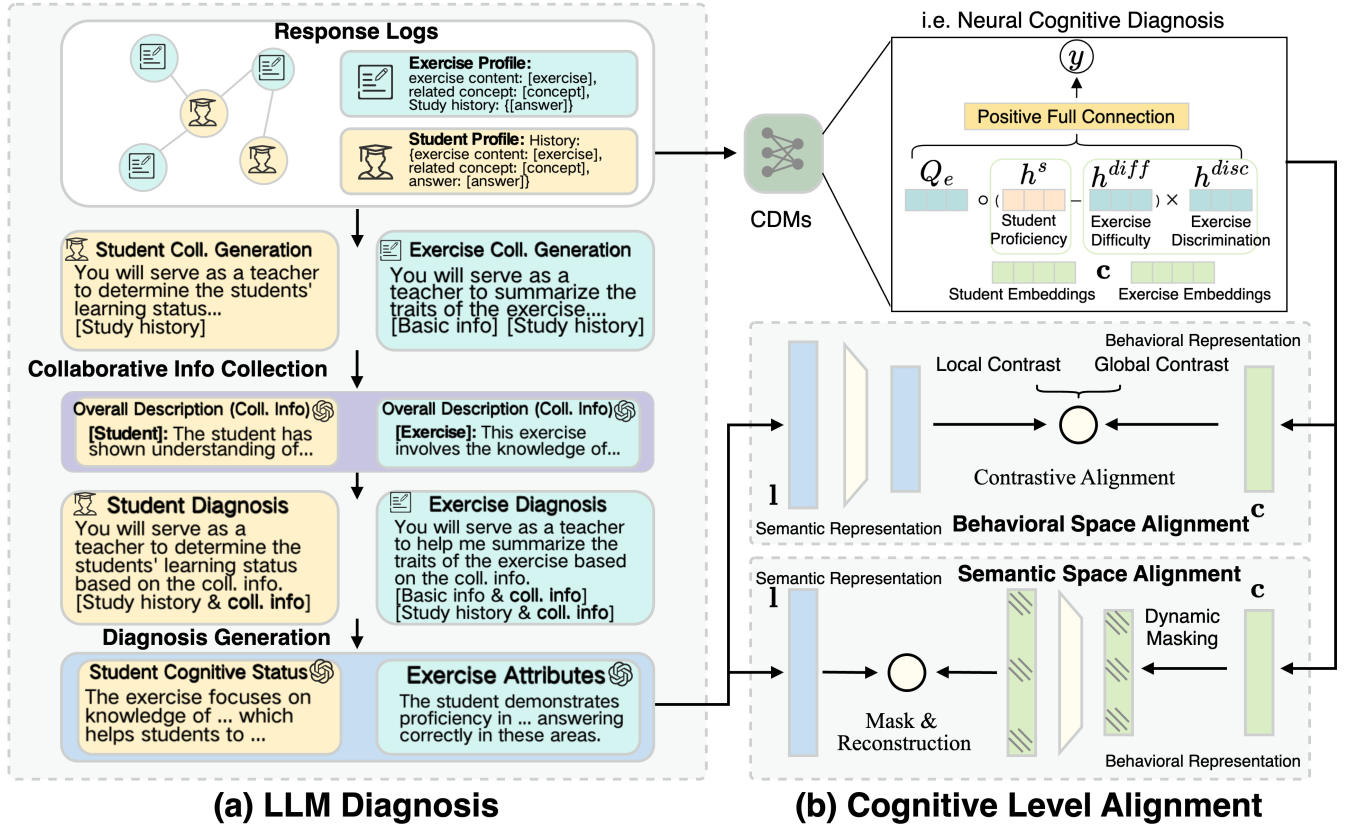 Response Logs
Exercise Profile:
exercise content: [exercise],
related concept: [concept],
Study history: {[answer]}
Student Profile: History:
{exercise content: [exercise],
related concept: [concept],
answer: [answer]}
Student Coll. Generation
You will serve as a teacher
to determine the students'
learning status...
[Study history]
Exercise Coll. Generation
You will serve as a
teacher to summarize the
traits of the exercise,...
[Basic info] [Study history]
Collaborative Info Collection
Overall Description (Coll. Info)
[Student]: The student has
shown understanding of...
Overall Description (Coll. Info)
[Exercise]: This exercise
involves the knowledge of...
Student Diagnosis
You will serve as a
teacher to determine the
students' learning status
based on the coll. info.
[Study history & coll. info]
Exercise Diagnosis
You will serve as a teacher
to help me summarize the
traits of the exercise based
on the coll. info.
[Basic info & coll. info]
[Study history & coll. info]
Diagnosis Generation
Student Cognitive Status
The exercise focuses on
knowledge of ... which
helps students to ...
Exercise Attributes
The student demonstrates
proficiency in ... answering
correctly in these areas.
(a) LLM Diagnosis
CDMs
i.e. Neural Cognitive Diagnosis
y
Positive Full Connection
Q_e ∘ ( h^s − h^diff ) × h^disc
Student
Proficiency
Exercise
Difficulty
Exercise
Discrimination
c
Student Embeddings
Exercise Embeddings
Behavioral Representation
Local Contrast
Global Contrast
Contrastive Alignment
l
c
Semantic Representation
Behavioral Space Alignment
Semantic Representation
Semantic Space Alignment
l
c
Dynamic
Masking
Mask &
Reconstruction
Behavioral Representation
(b) Cognitive Level Alignment